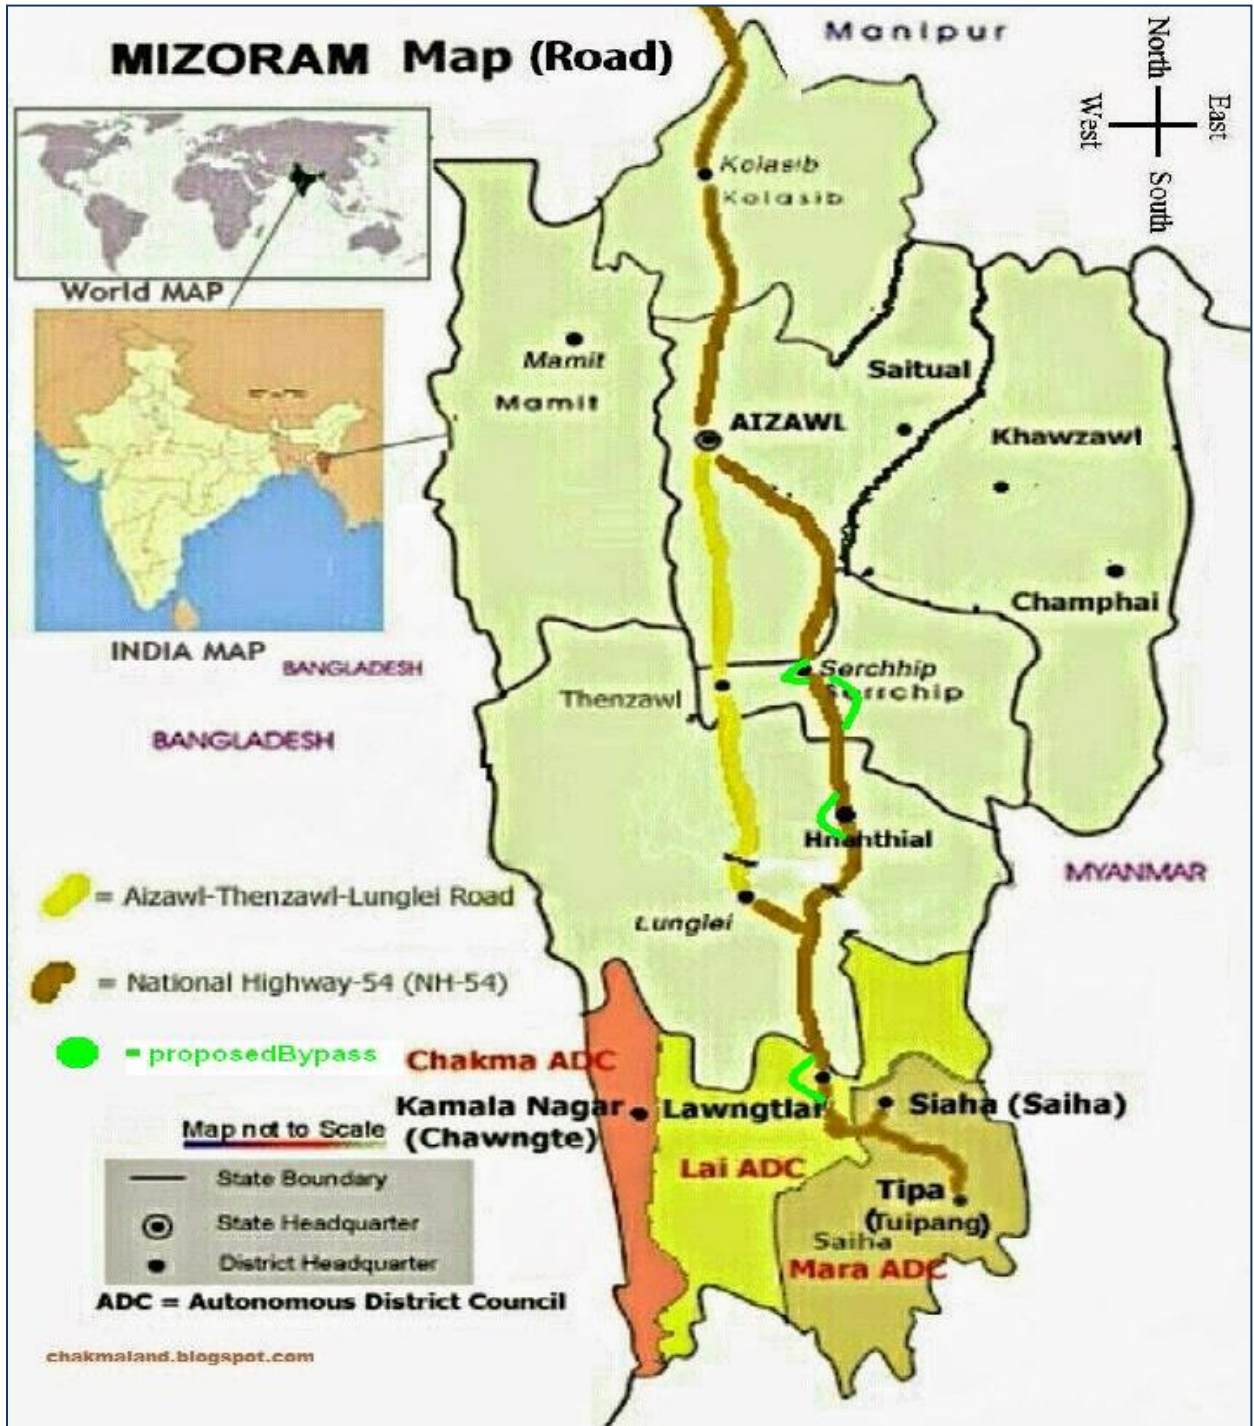 MIZORAM Map (Road)
Manipur
North
East
West
South
World MAP
Kolasib
Kolasib
Mamit
Mamit
Saitual
AIZAWL
Khawzawl
Champhai
INDIA MAP
BANGLADESH
BANGLADESH
Serchhip
Serrchip
Thenzawl
Hnahthial
MYANMAR
= Aizawl-Thenzawl-Lunglei Road
Lunglei
= National Highway-54 (NH-54)
= proposedBypass
Chakma ADC
Kamala Nagar
(Chawngte)
Lawngtlai
Siaha (Saiha)
Map not to Scale
Lai ADC
State Boundary
State Headquarter
District Headquarter
Tipa
(Tuipang)
Saiha
Mara ADC
ADC = Autonomous District Council
chakmaland.blogspot.com